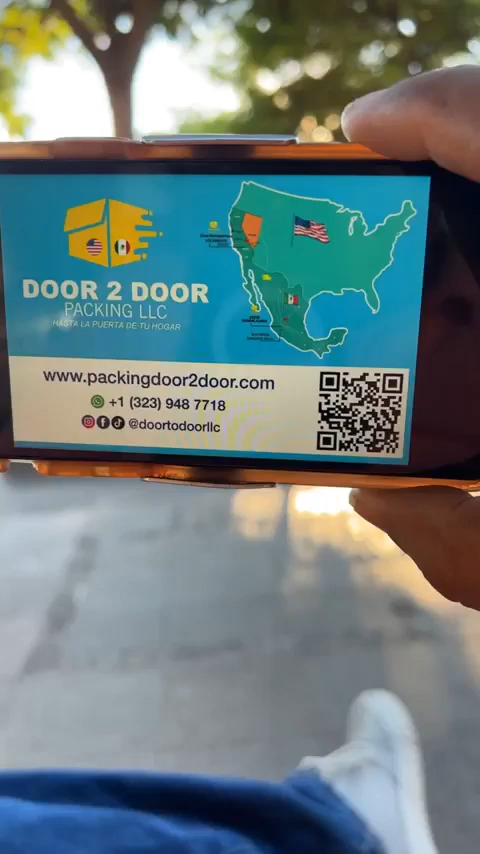 DOOR 2 DOOR
PACKING LLC
HASTA LA PUERTA DE TU HOGAR
www.packingdoor2door.com
+1 (323) 948 7718
@doortodoorllc